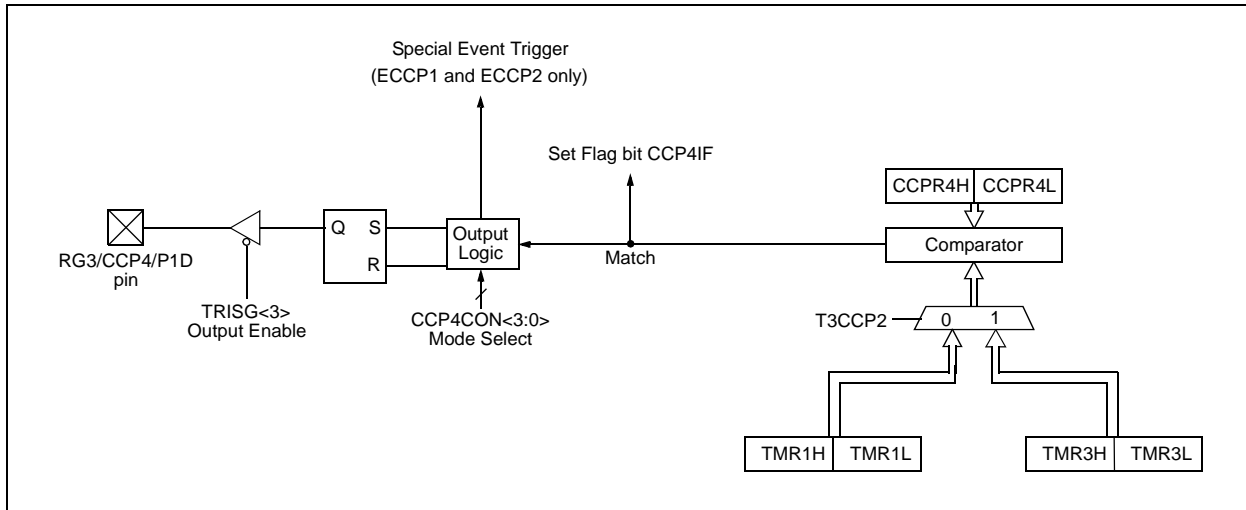 Special Event Trigger
(ECCP1 and ECCP2 only)
Set Flag bit CCP4IF
CCPR4H CCPR4L
Q S
R
Output
Logic
Match
Comparator
RG3/CCP4/P1D
pin
TRISG<3>
Output Enable
CCP4CON<3:0>
Mode Select
T3CCP2
0 1
TMR1H TMR1L
TMR3H TMR3L